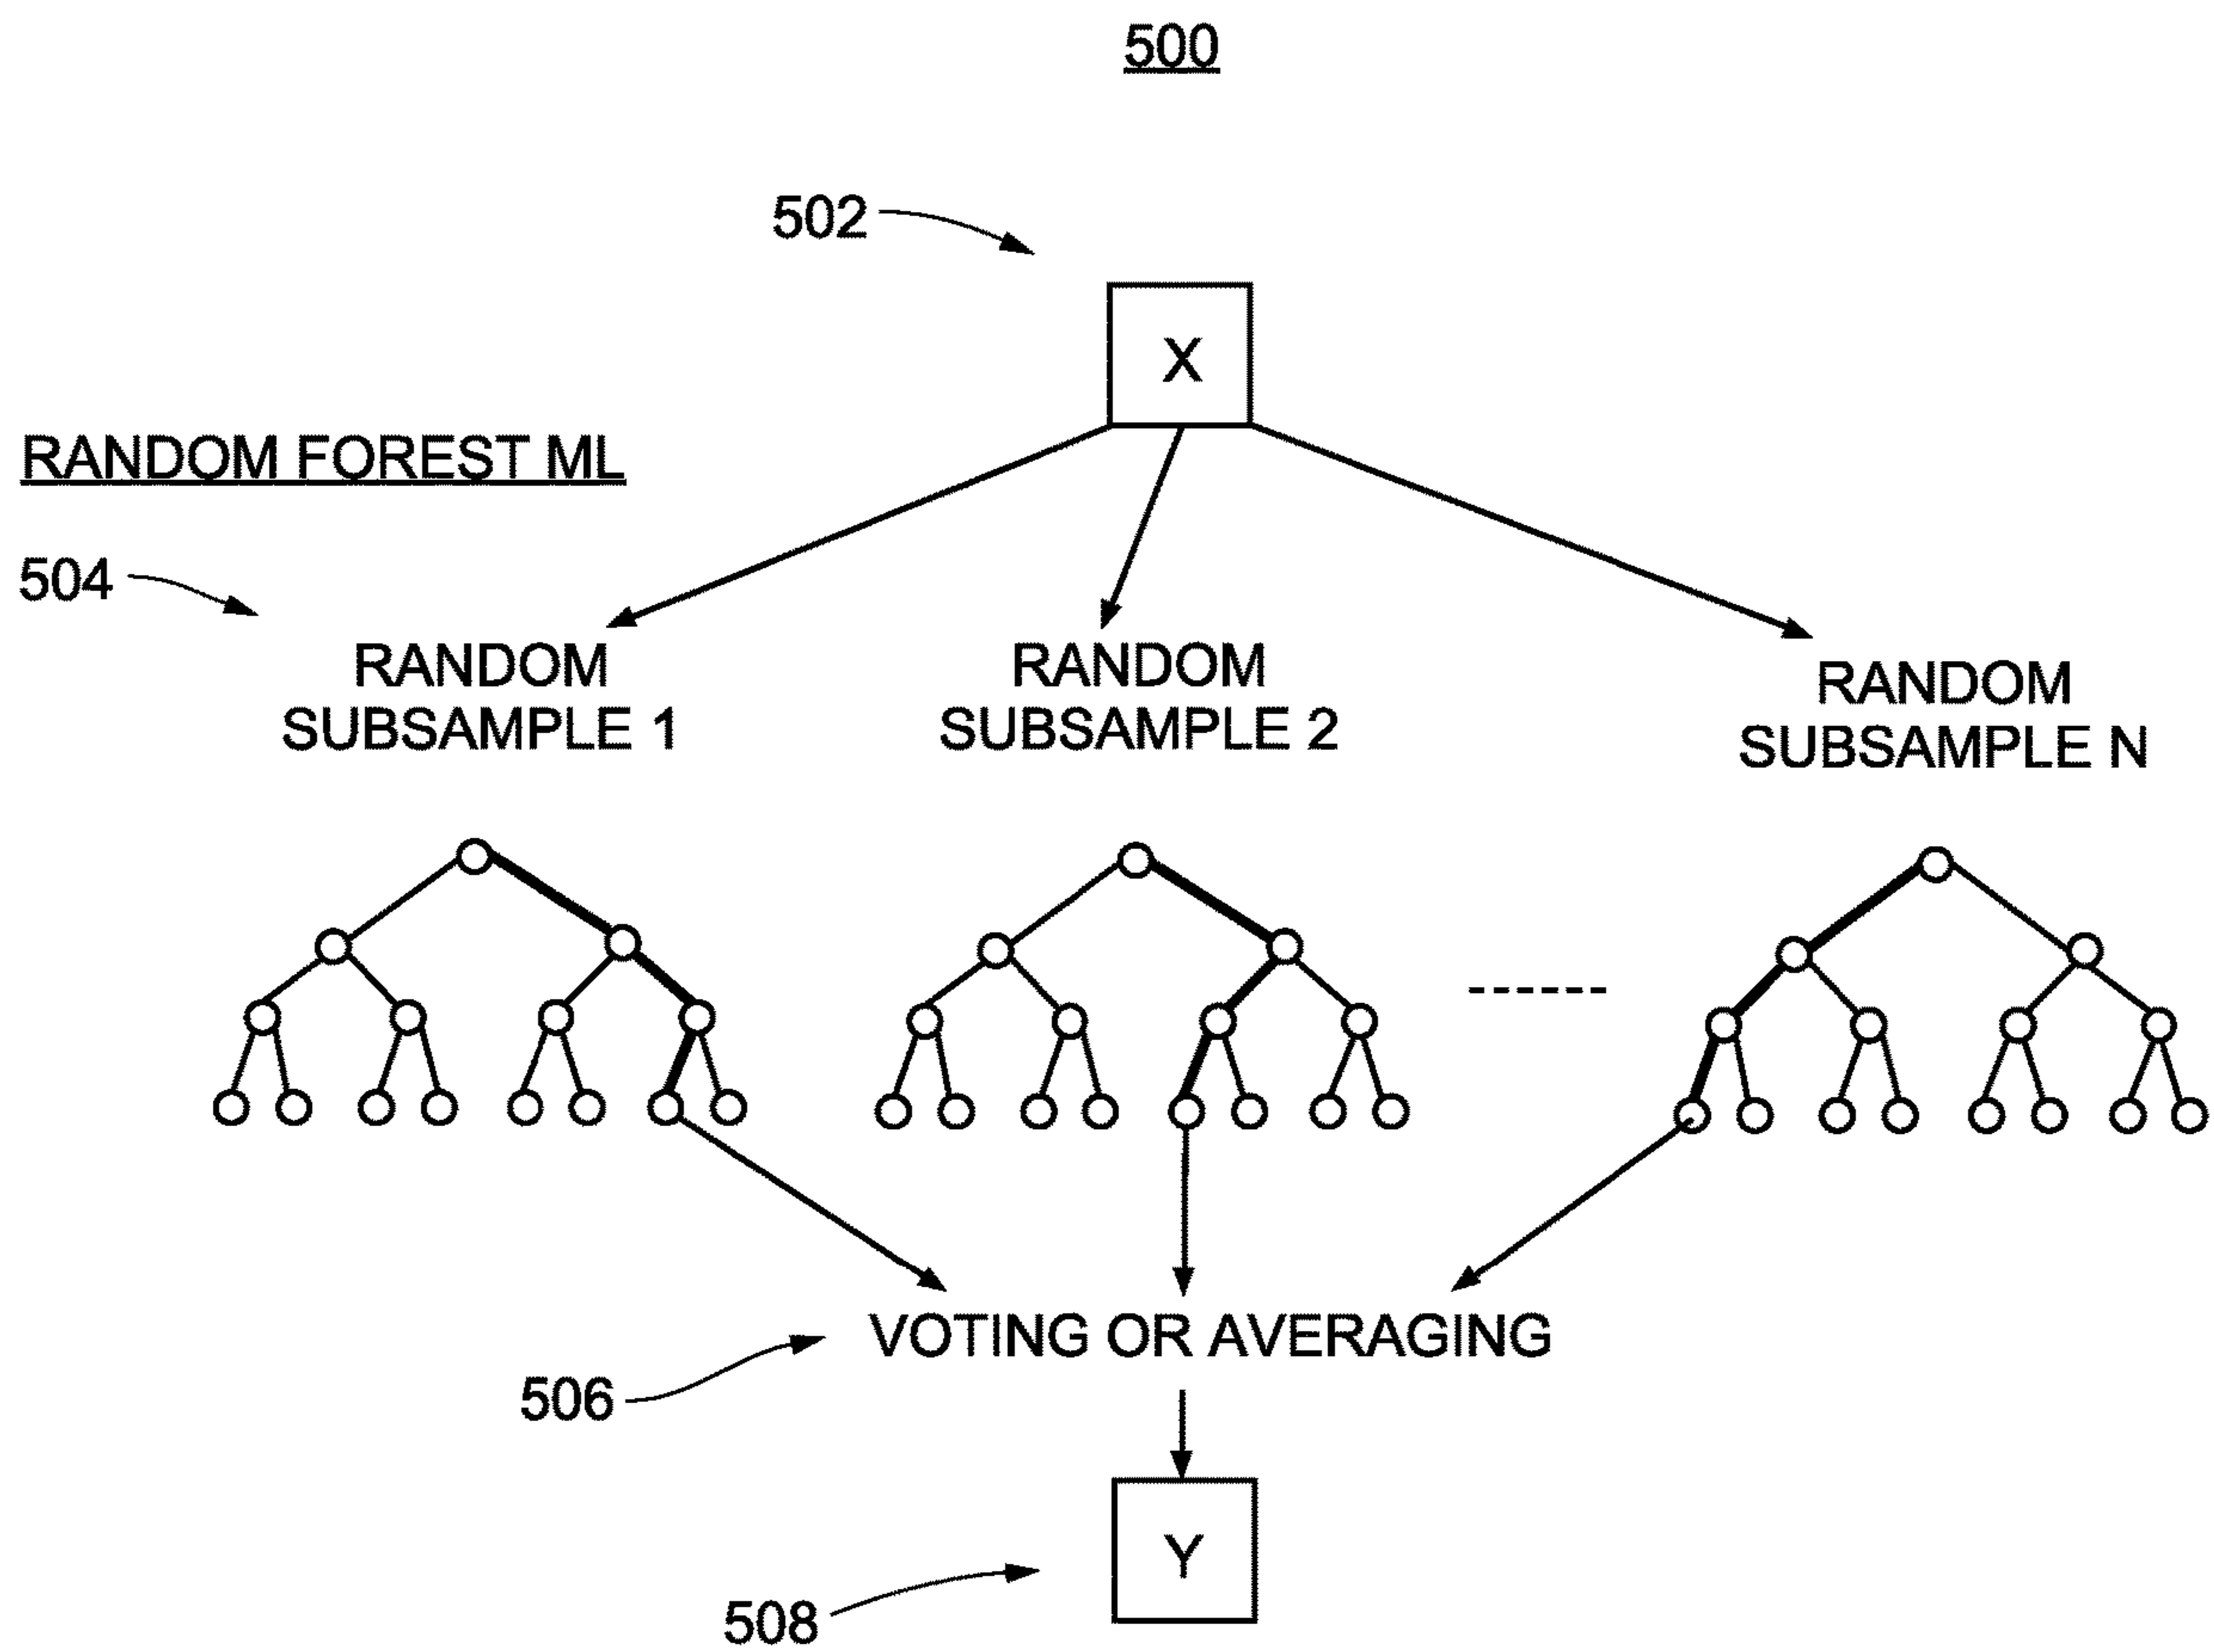 500
502
X
RANDOM FOREST ML
504
RANDOM
SUBSAMPLE 1
RANDOM
SUBSAMPLE 2
RANDOM
SUBSAMPLE N
VOTING OR AVERAGING
506
Y
508